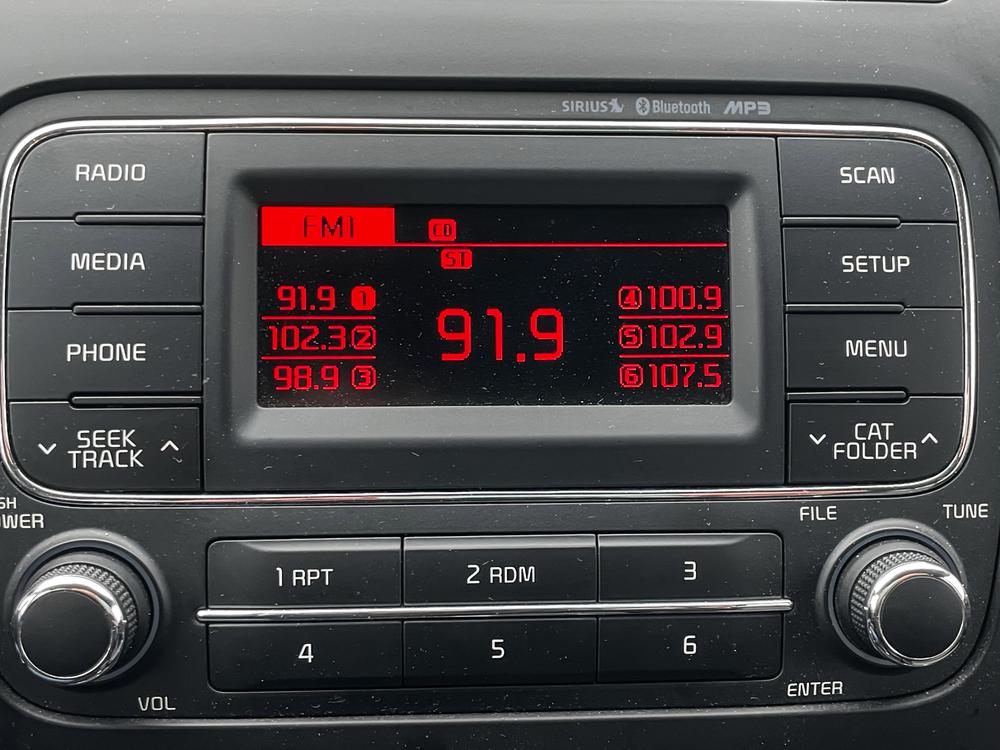 SIRIUS Bluetooth MP3
RADIO
MEDIA
PHONE
SEEK
TRACK
FM1 CD
ST
91.9 1
102.3 2
98.9 3
91.9
4 100.9
5 102.9
6 107.5
SCAN
SETUP
MENU
CAT
FOLDER
SH
OWER
FILE
TUNE
1 RPT
2 RDM
3
4
5
6
VOL
ENTER